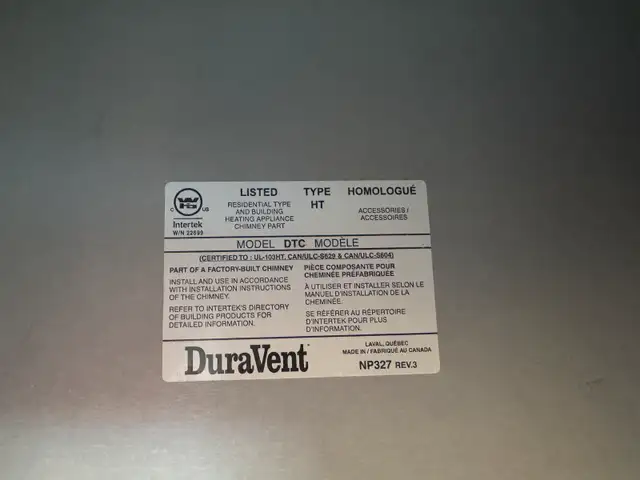 LISTED TYPE HOMOLOGUÉ
C WH US
Intertek
W/N 22698
RESIDENTIAL TYPE
AND BUILDING
HEATING APPLIANCE
CHIMNEY PART
HT
ACCESSORIES /
ACCESSOIRES
MODEL DTC MODÈLE
(CERTIFIED TO : UL-103HT, CAN/ULC-S629 & CAN/ULC-S604)
PART OF A FACTORY-BUILT CHIMNEY
INSTALL AND USE IN ACCORDANCE
WITH INSTALLATION INSTRUCTIONS
OF THE CHIMNEY.
REFER TO INTERTEK'S DIRECTORY
OF BUILDING PRODUCTS FOR
DETAILED INFORMATION.
PIÈCE COMPOSANTE POUR
CHEMINÉE PRÉFABRIQUÉE
À UTILISER ET INSTALLER SELON LE
MANUEL D'INSTALLATION DE LA
CHEMINÉE.
SE RÉFÉRER AU RÉPERTOIRE
D'INTERTEK POUR PLUS
D'INFORMATION.
DuraVent
LAVAL, QUÉBEC
MADE IN / FABRIQUÉ AU CANADA
NP327 REV.3